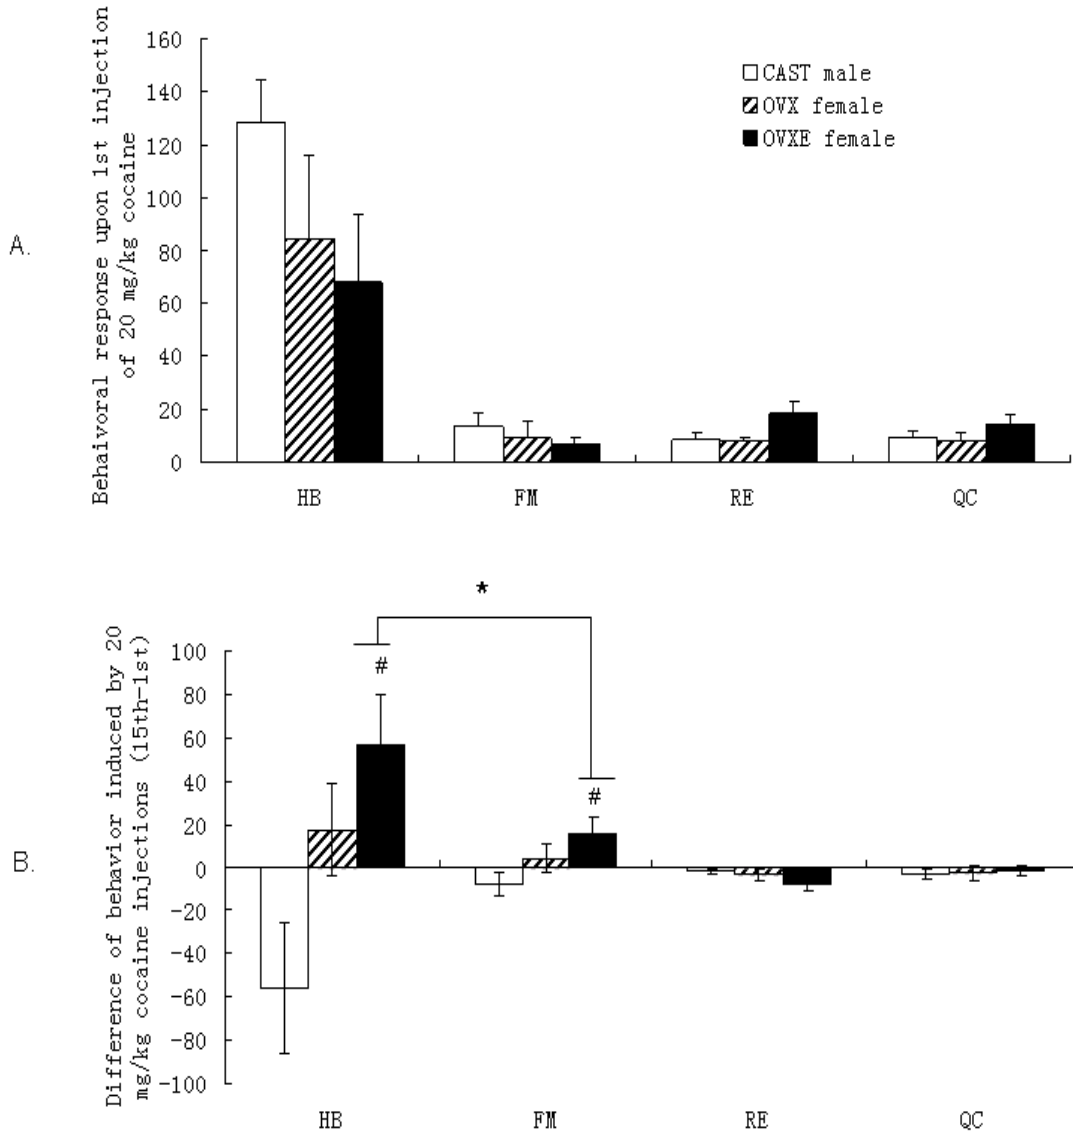 A.
Behaivoral response upon 1st injection
of 20 mg/kg cocaine
160
140
120
100
80
60
40
20
0
CAST male
OVX female
OVXE female
HB FM RE QC
B.
Difference of behavior induced by 20
mg/kg cocaine injections (15th-1st)
*
100
80
60
40
20
0
-20
-40
-60
-80
-100
#
#
HB FM RE QC